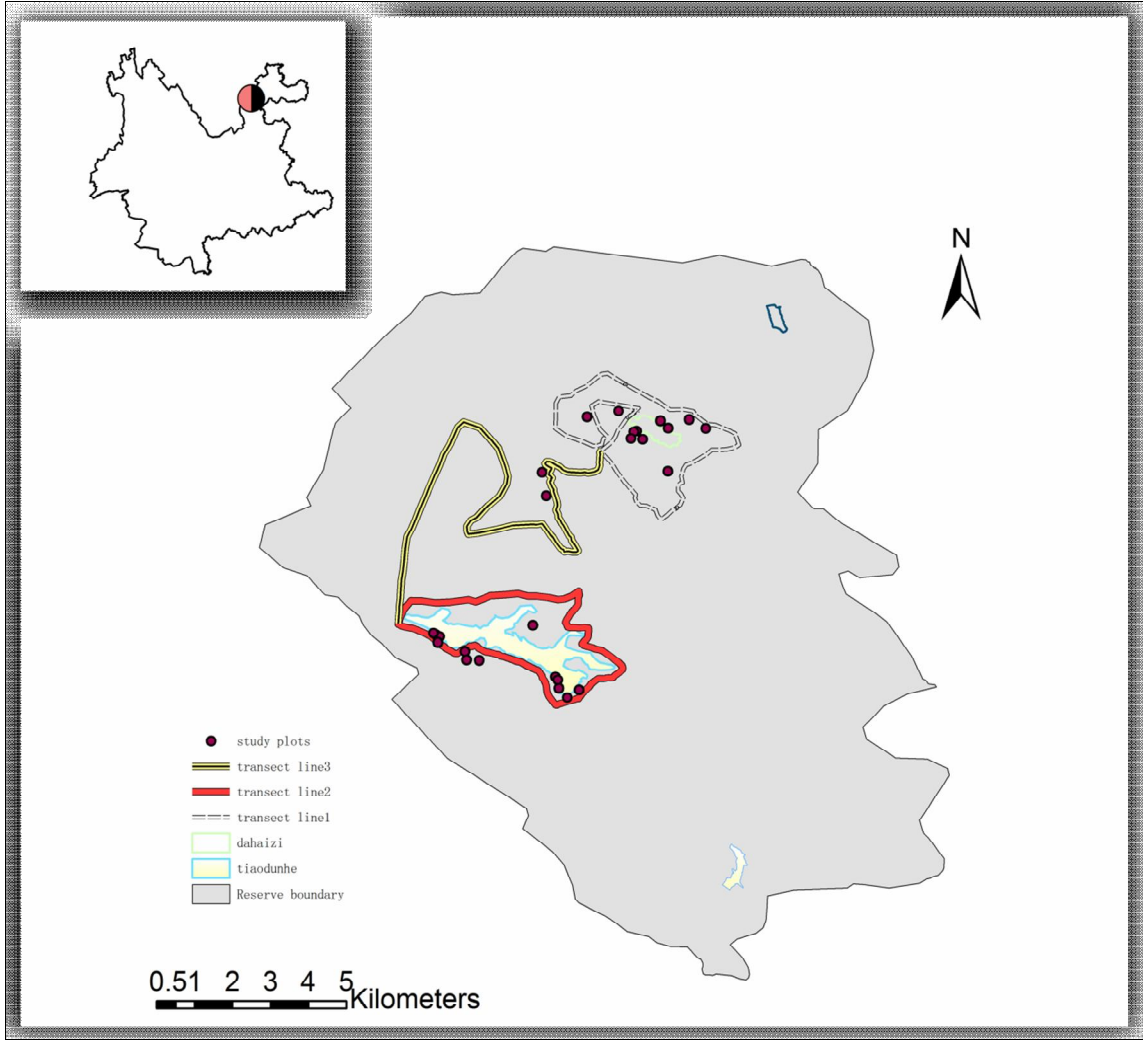 N
study plots
transect line3
transect line2
transect line1
dahaizi
tiaodunhe
Reserve boundary
0.51 2 3 4 5
Kilometers